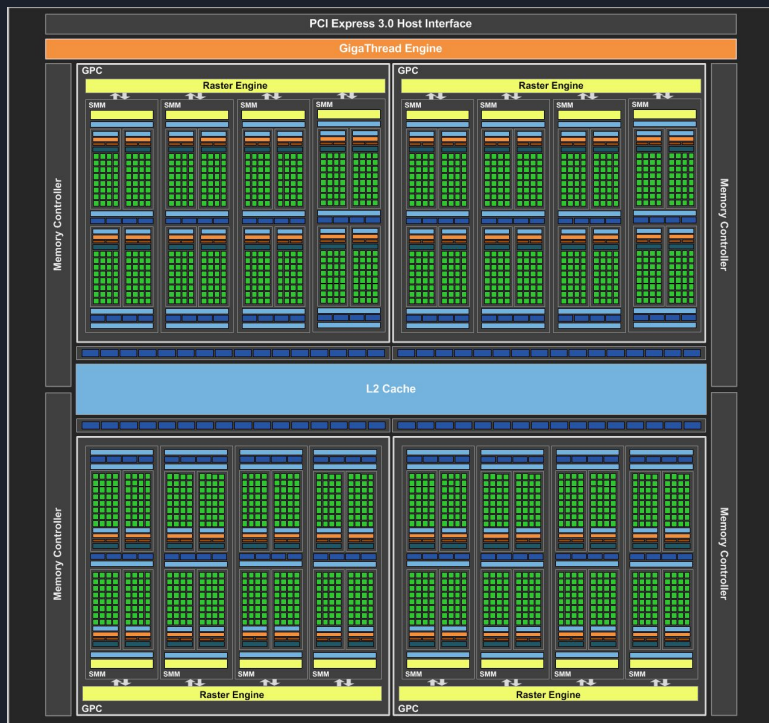 PCI Express 3.0 Host Interface
GigaThread Engine
Memory Controller
GPC
Raster Engine
SMM
SMM
SMM
SMM
GPC
Raster Engine
SMM
SMM
SMM
SMM
Memory Controller
L2 Cache
Memory Controller
SMM
SMM
SMM
SMM
Raster Engine
GPC
SMM
SMM
SMM
SMM
Raster Engine
GPC
Memory Controller